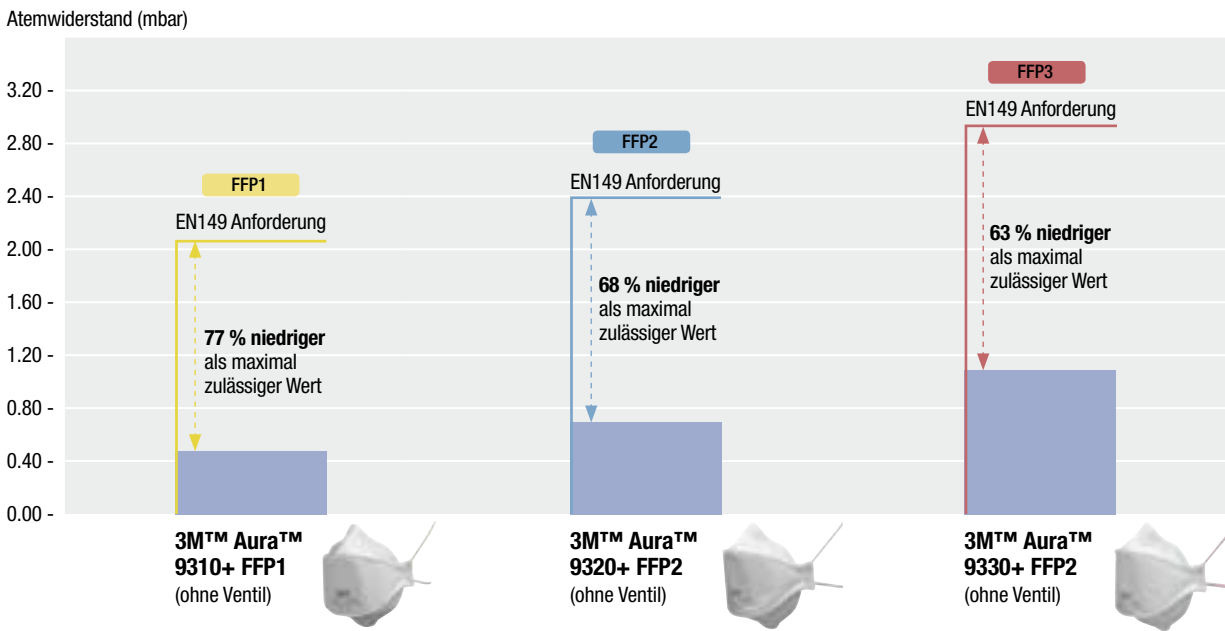 Atemwiderstand (mbar)
3.20 -
2.80 -
2.40 -
2.00 -
1.60 -
1.20 -
0.80 -
0.40 -
0.00 -
FFP1
EN149 Anforderung
77 % niedriger
als maximal
zulässiger Wert
FFP2
EN149 Anforderung
68 % niedriger
als maximal
zulässiger Wert
FFP3
EN149 Anforderung
63 % niedriger
als maximal
zulässiger Wert
3M™ Aura™
9310+ FFP1
(ohne Ventil)
3M™ Aura™
9320+ FFP2
(ohne Ventil)
3M™ Aura™
9330+ FFP2
(ohne Ventil)